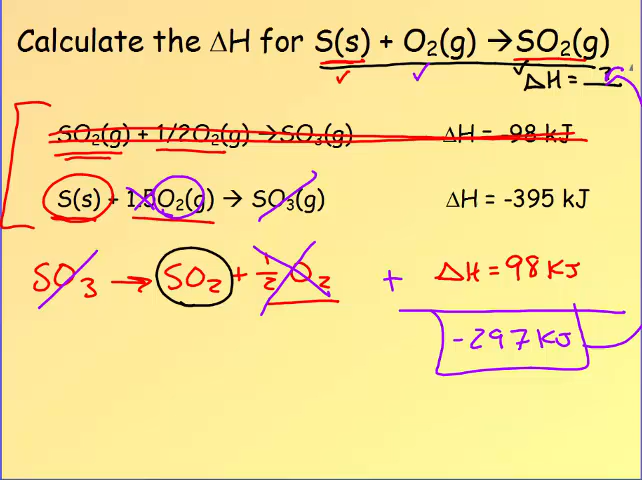 Calculate the ΔH for S(s) + O₂(g) → SO₂(g)
ΔH = ?
SO₂(g) + 1/2O₂(g) → SO₃(g) ΔH = -98 kJ
S(s) + 1.5O₂(g) → SO₃(g) ΔH = -395 kJ
SO₃ → SO₂ + 1/2 O₂ + ΔH = 98 KJ
-297 KJ